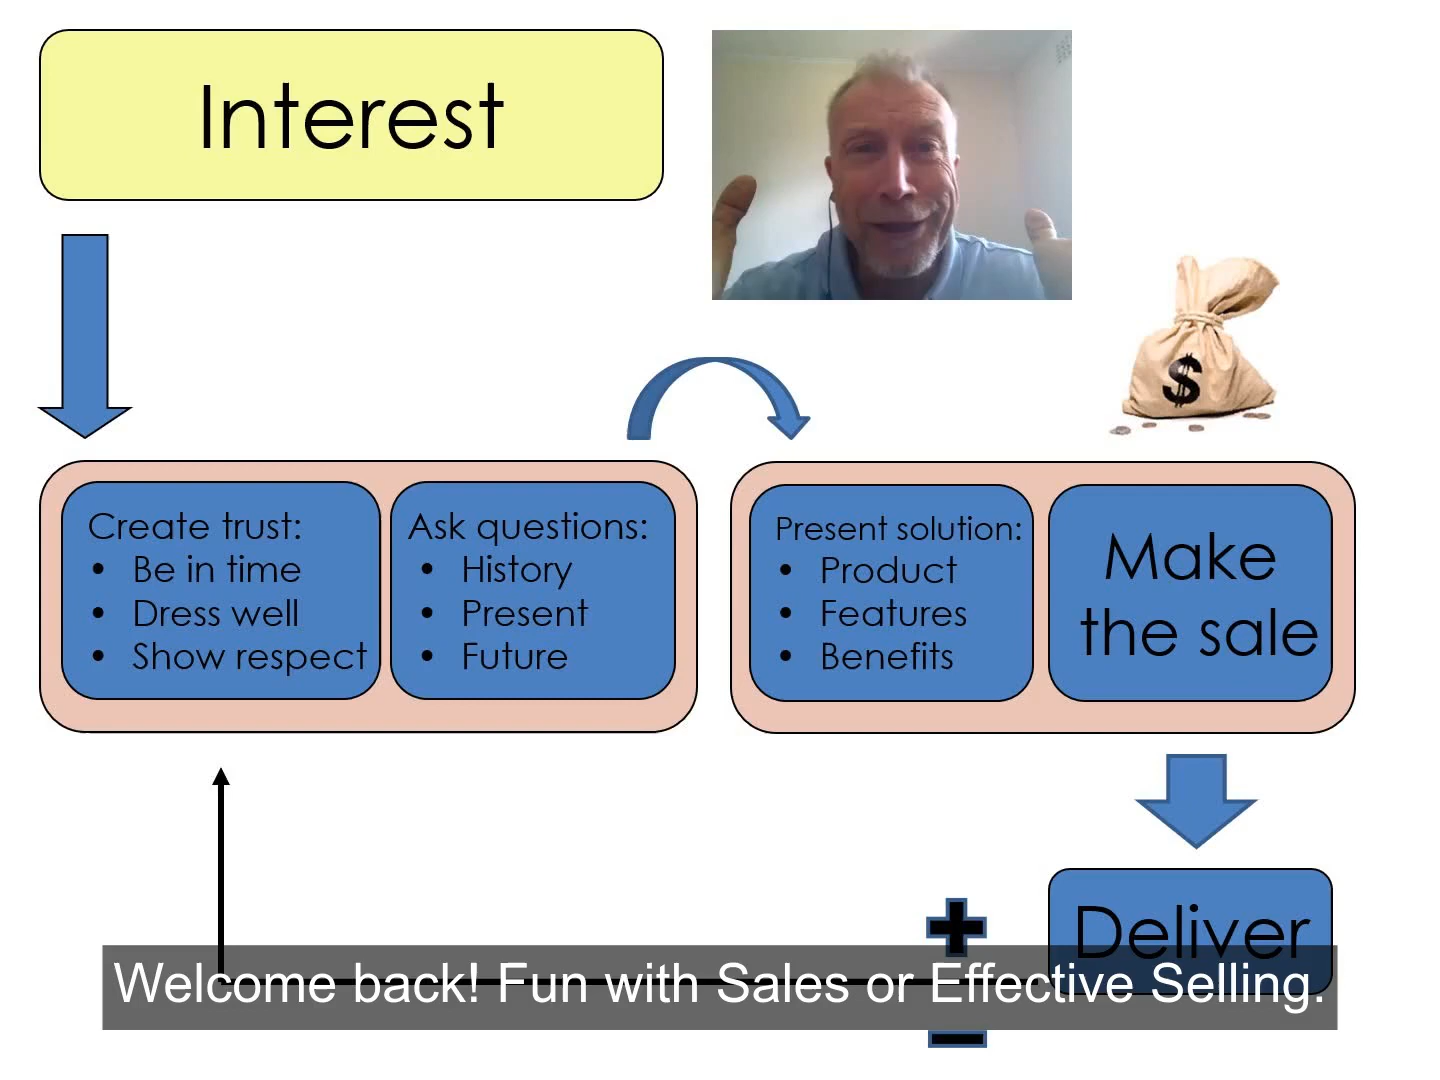 Interest
$
Create trust:
• Be in time
• Dress well
• Show respect
Ask questions:
• History
• Present
• Future
Present solution:
• Product
• Features
• Benefits
Make
the sale
Deliver
Welcome back! Fun with Sales or Effective Selling.